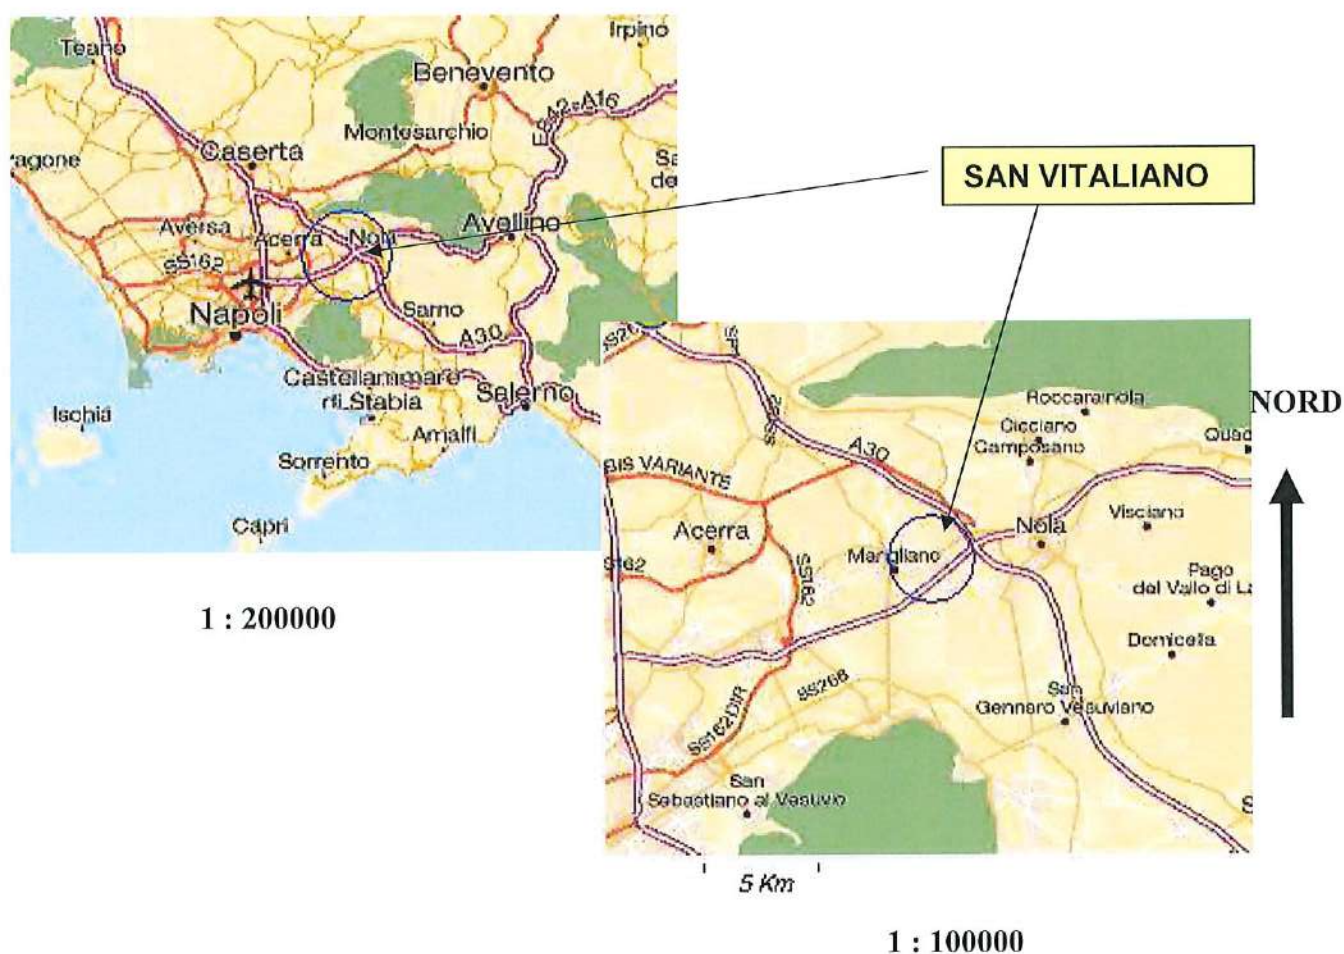 Teano
Irpino
Benevento
E842-A16
Montesarchio
ragone
Caserta
Sa
de
SAN VITALIANO
Aversa
Acerra
Nola
Avellino
SS162
Napoli
Sarno
A30
Castellammare
di Stabia
Salerno
Ischia
Amalfi
Sorrento
Capri
1 : 200000
Roccarainola
NORD
Cicciano
Camposano
A30
BIS VARIANTE
Visciano
Acerra
Nola
Marigliano
SS162
SS162
Pago
del Vallo di La
Domicella
SS268
San
Gennaro Vesuviano
SS162DIR
San
Sebastiano al Vesuvio
S
5 Km
1 : 100000